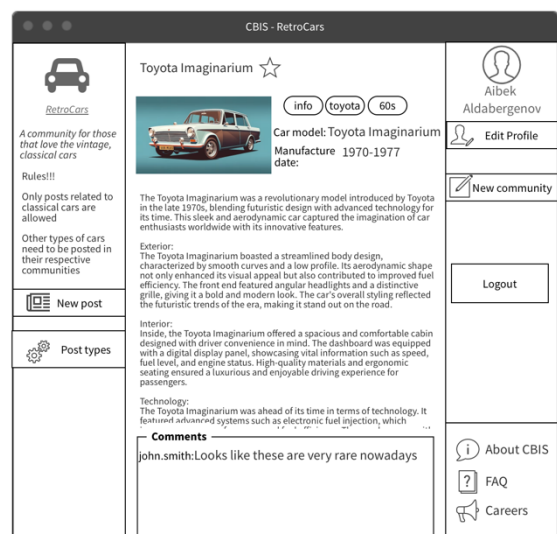 CBIS - RetroCars
RetroCars
A community for those
that love the vintage,
classical cars
Rules!!!
Only posts related to
classical cars are
allowed
Other types of cars
need to be posted in
their respective
communities
New post
Post types
Toyota Imaginarium
info toyota 60s
Car model: Toyota Imaginarium
Manufacture 1970-1977
date:
The Toyota Imaginarium was a revolutionary model introduced by Toyota
in the late 1970s, blending futuristic design with advanced technology for
its time. This sleek and aerodynamic car captured the imagination of car
enthusiasts worldwide with its innovative features.
Exterior:
The Toyota Imaginarium boasted a streamlined body design,
characterized by smooth curves and a low profile. Its aerodynamic shape
not only enhanced its visual appeal but also contributed to improved fuel
efficiency. The front end featured angular headlights and a distinctive
grille, giving it a bold and modern look. The car's overall styling reflected
the futuristic trends of the era, making it stand out on the road.
Interior:
Inside, the Toyota Imaginarium offered a spacious and comfortable cabin
designed with driver convenience in mind. The dashboard was equipped
with a digital display panel, showcasing vital information such as speed,
fuel level, and engine status. High-quality materials and ergonomic
seating ensured a luxurious and enjoyable driving experience for
passengers.
Technology:
The Toyota Imaginarium was ahead of its time in terms of technology. It
featured advanced systems such as electronic fuel injection, which
Comments
john.smith:Looks like these are very rare nowadays
Aibek
Aldabergenov
Edit Profile
New community
Logout
About CBIS
FAQ
Careers